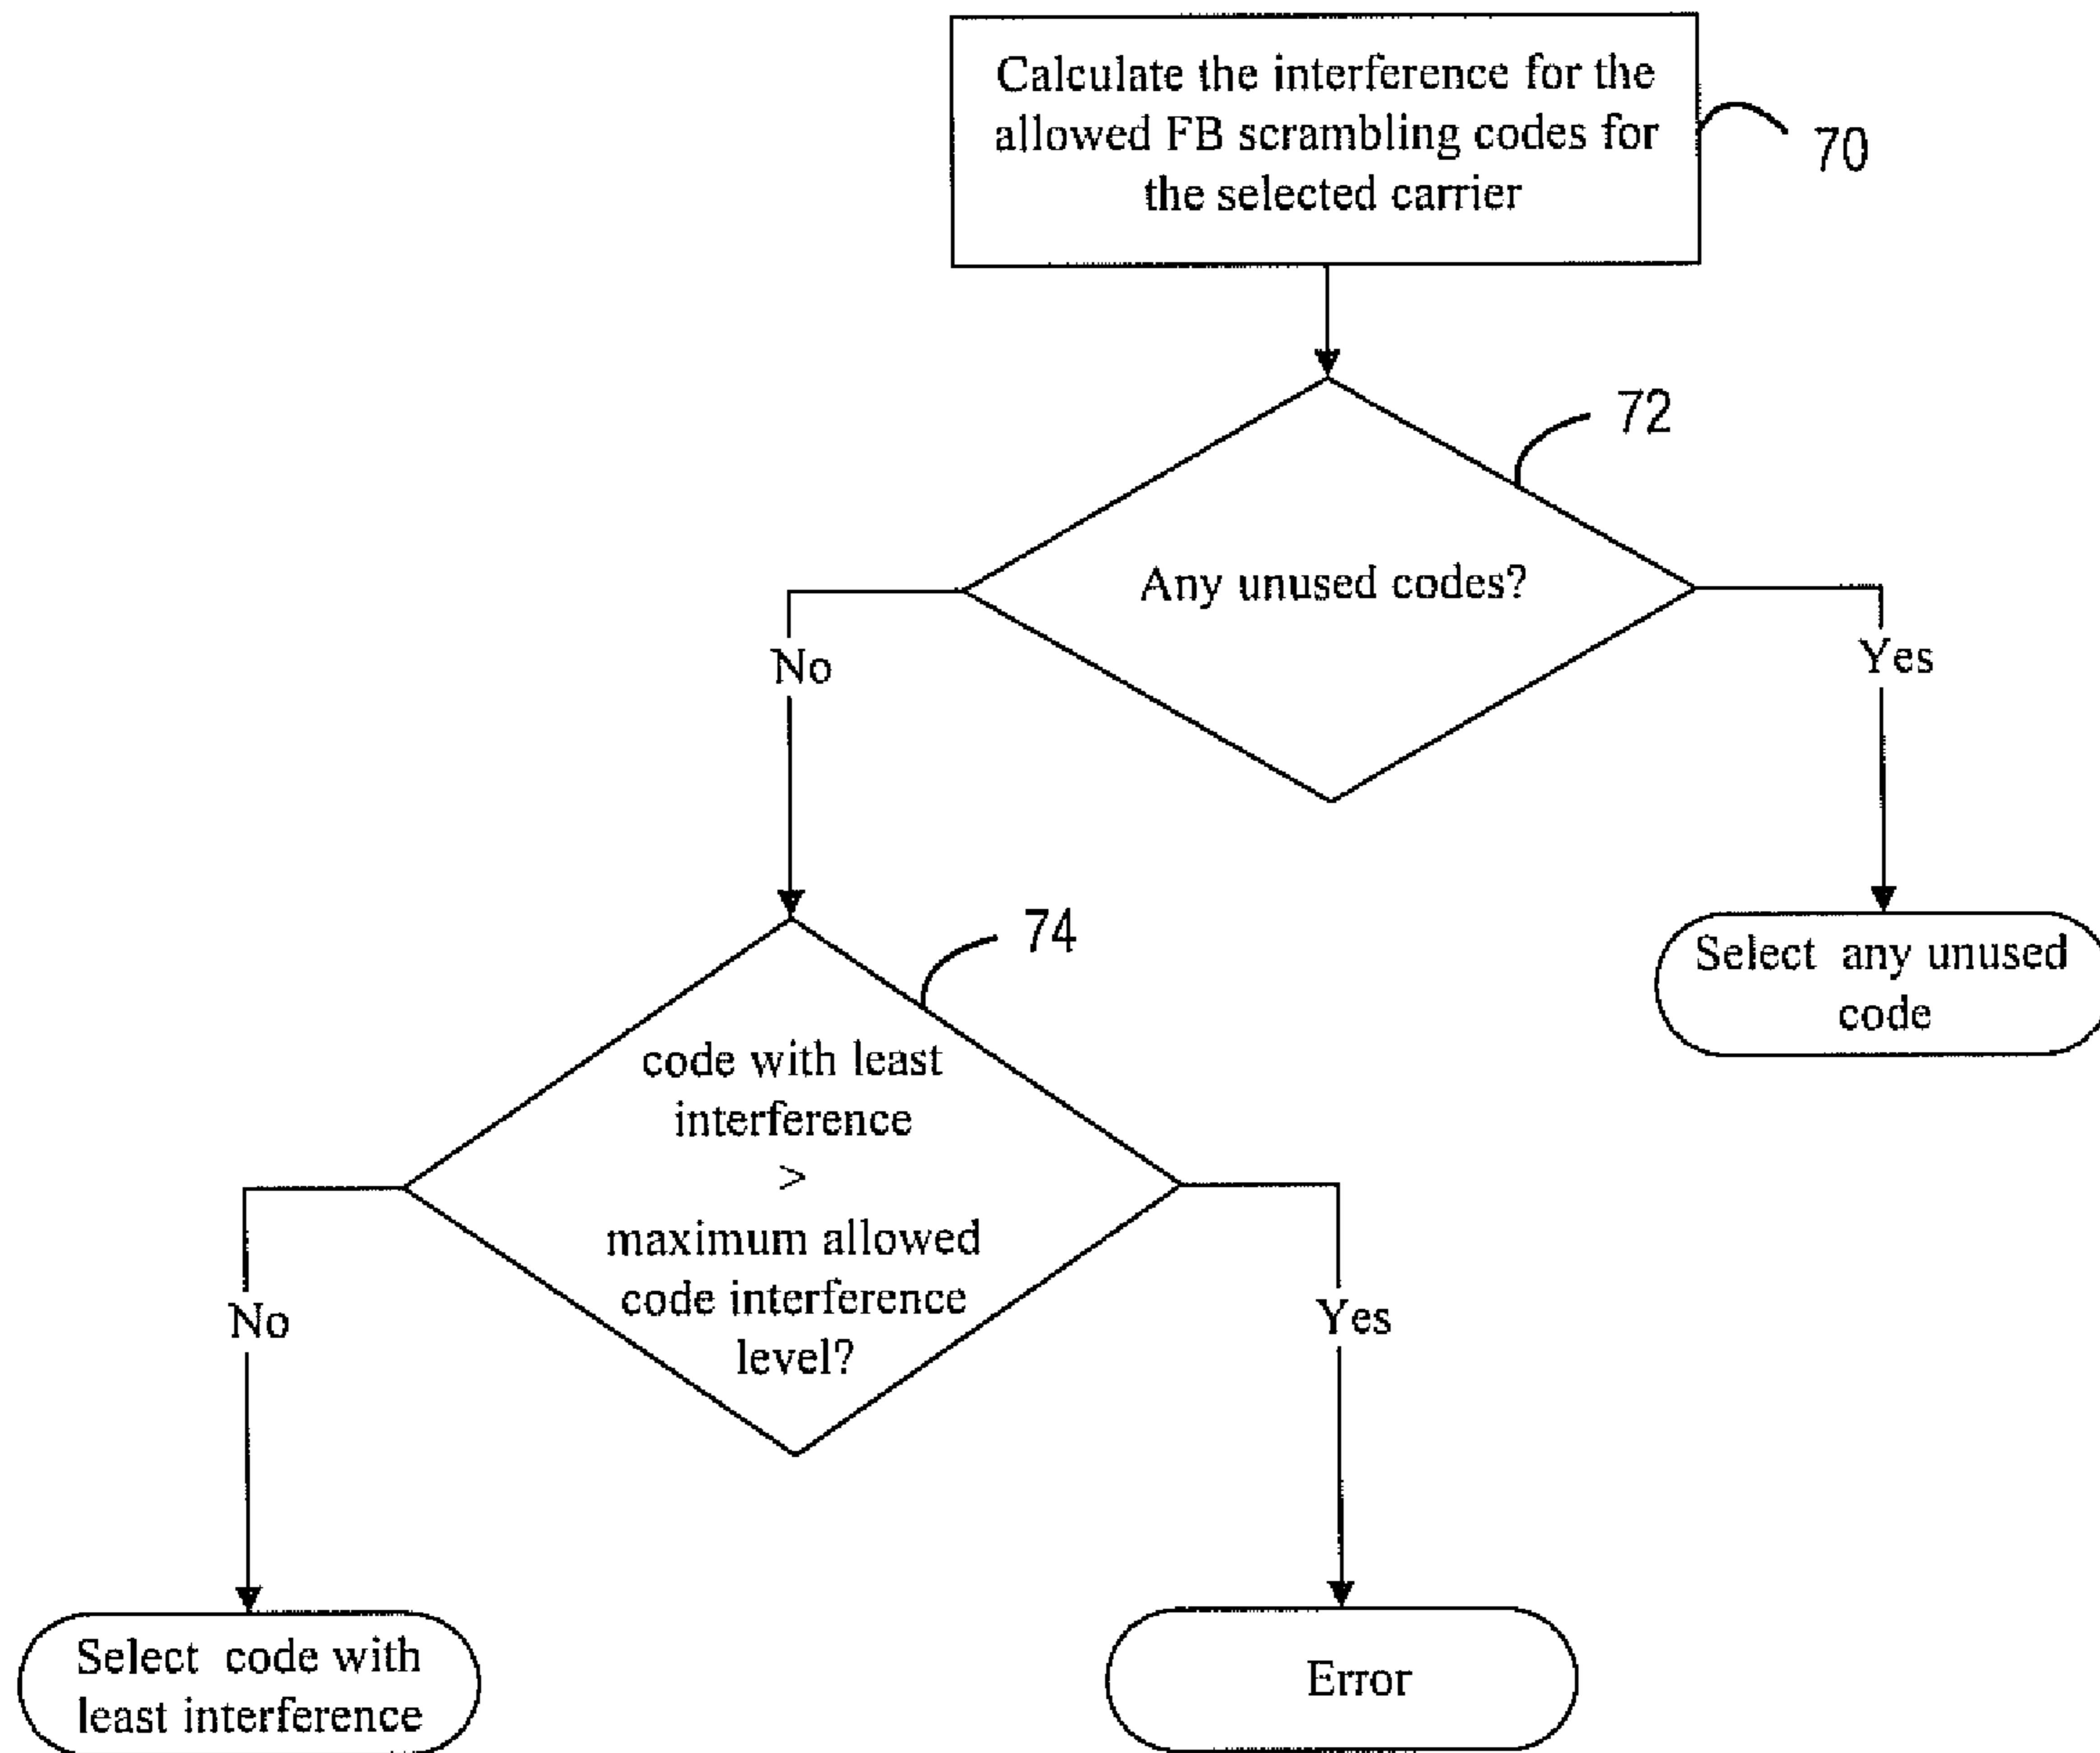 Calculate the interference for the
allowed FB scrambling codes for
the selected carrier
70
72
Any unused codes?
No
Yes
Select any unused
code
74
code with least
interference
>
maximum allowed
code interference
level?
No
Yes
Select code with
least interference
Error